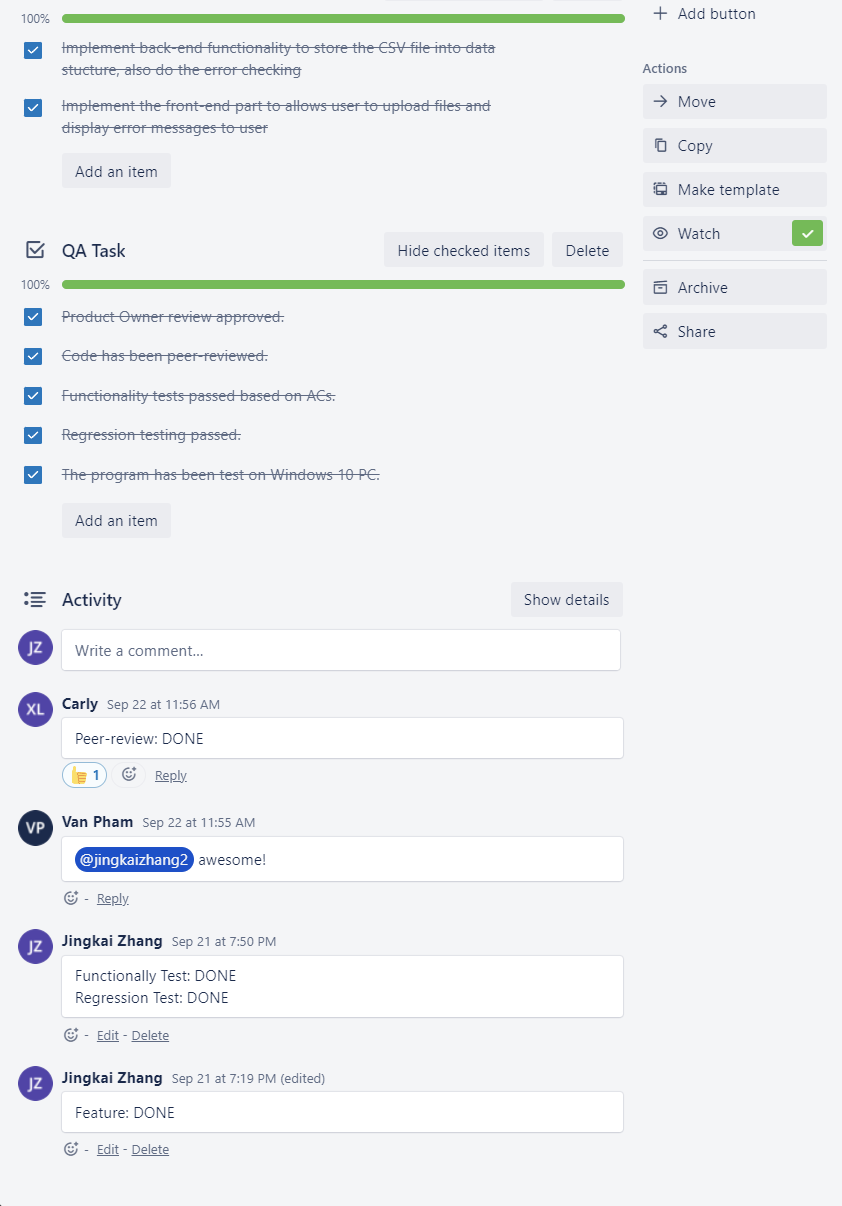 100%
Add button
Implement back-end functionality to store the CSV file into data
stucture, also do the error checking
Actions
Move
Implement the front-end part to allows user to upload files and
display error messages to user
Copy
Add an item
Make template
Watch
QA Task
Hide checked items
Delete
100%
Archive
Product Owner review approved.
Share
Code has been peer-reviewed.
Functionality tests passed based on ACs.
Regression testing passed.
The program has been test on Windows 10 PC.
Add an item
Activity
Show details
JZ
Write a comment...
XL
Carly Sep 22 at 11:56 AM
Peer-review: DONE
1
Reply
VP
Van Pham Sep 22 at 11:55 AM
@jingkaizhang2 awesome!
- Reply
JZ
Jingkai Zhang Sep 21 at 7:50 PM
Functionally Test: DONE
Regression Test: DONE
- Edit - Delete
JZ
Jingkai Zhang Sep 21 at 7:19 PM (edited)
Feature: DONE
- Edit - Delete